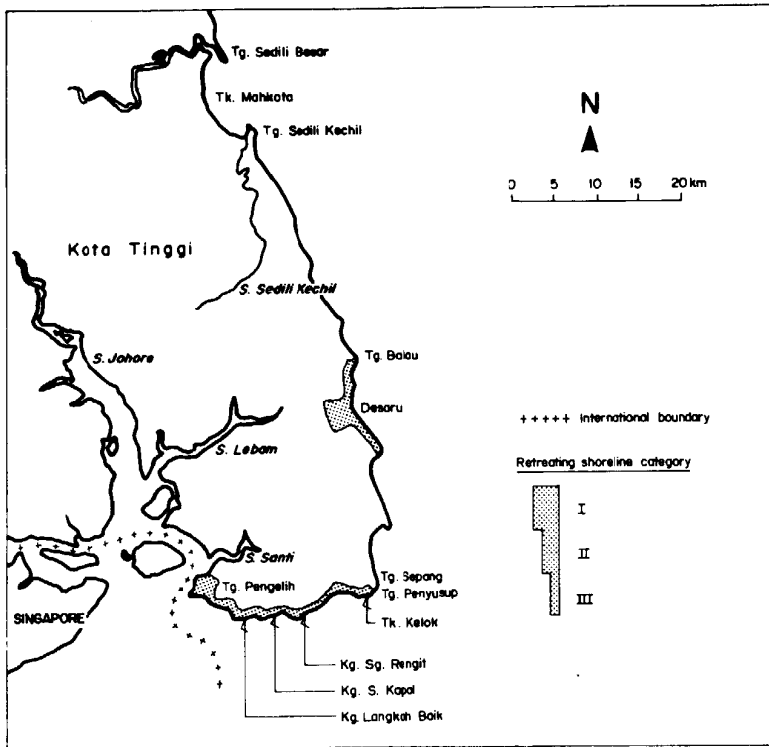 Tg. Sedili Besar
Tk. Mahkota
Tg. Sedili Kechil
N
0 5 10 15 20 km
Kota Tinggi
S. Sedili Kechil
S. Johore
Tg. Balau
Desaru
+++++ International boundary
S. Lebam
Retreating shoreline category
I
II
III
S. Santi
Tg. Pengelih
Tg. Sepang
Tg. Penyusup
SINGAPORE
Tk. Kelok
Kg. Sg. Rengit
Kg. S. Kapal
Kg. Langkah Baik